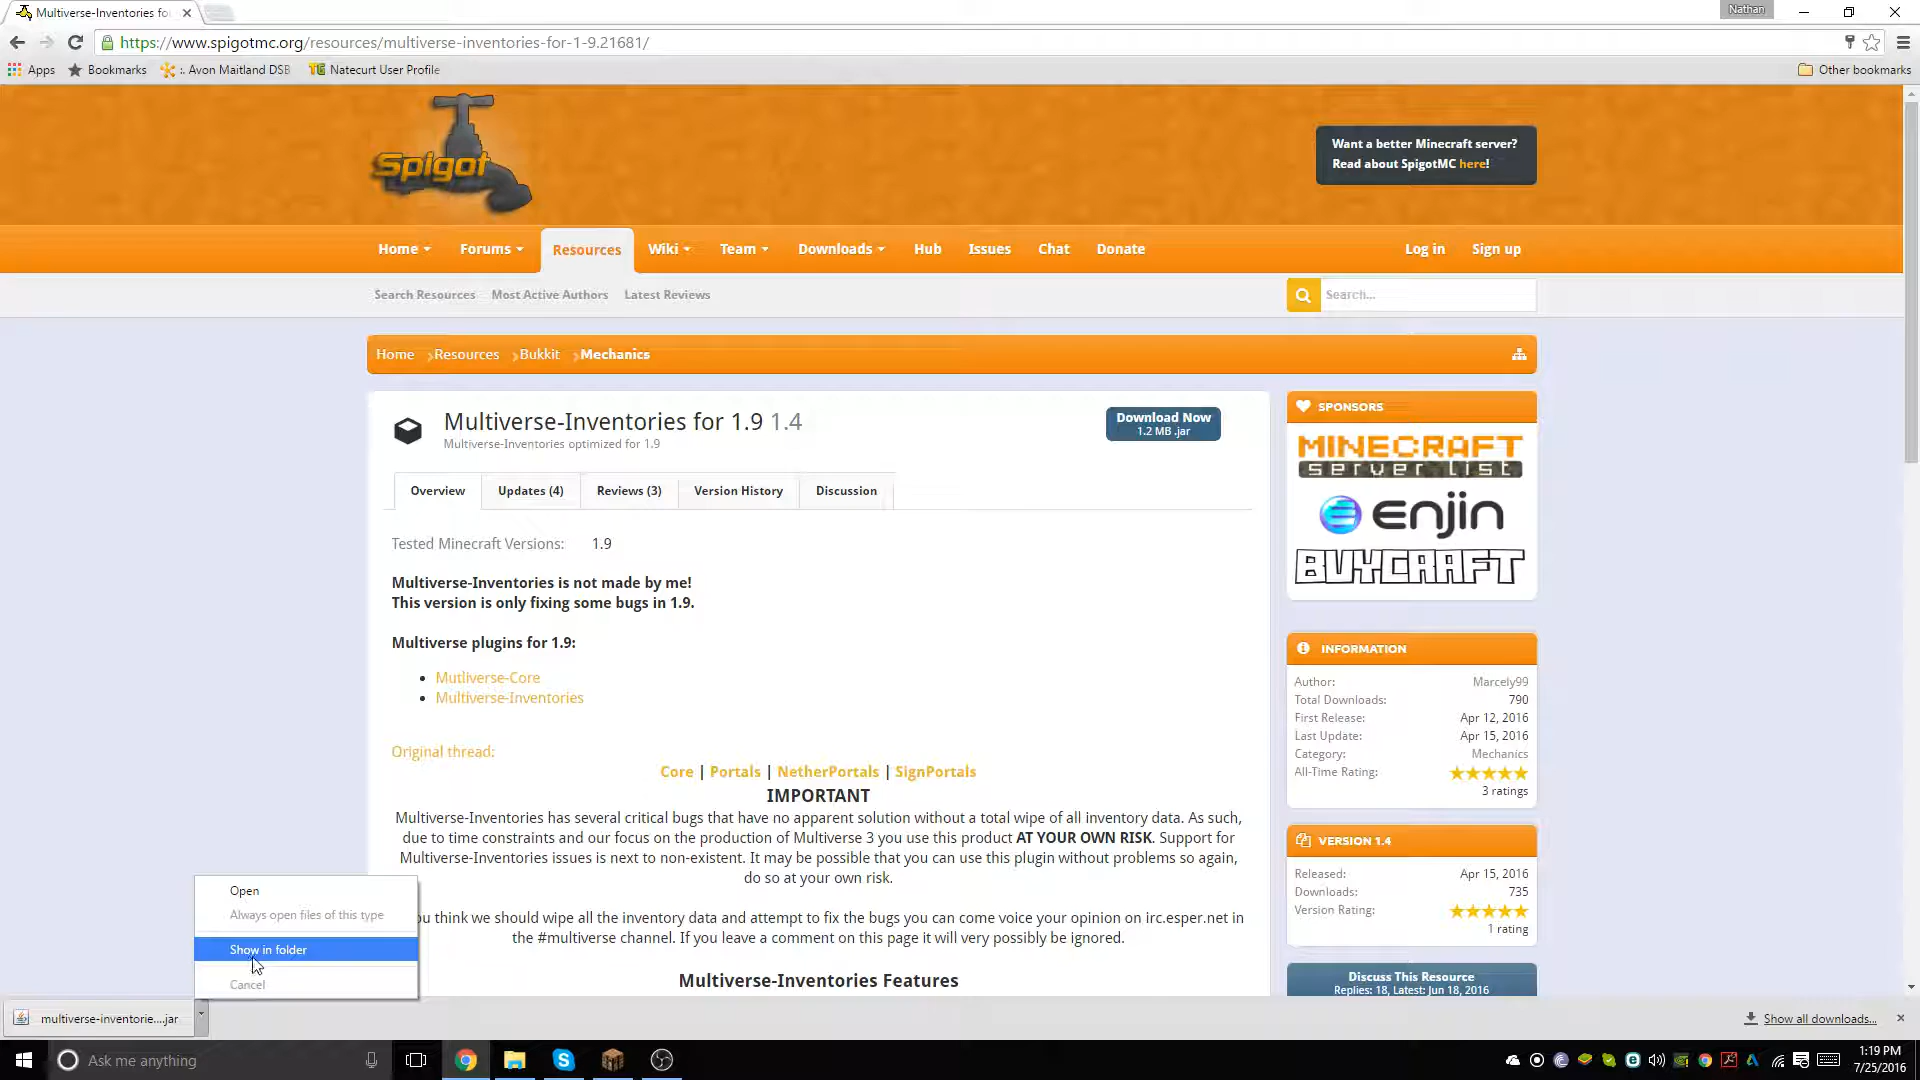 Multiverse-Inventories fo
Nathan
https://www.spigotmc.org/resources/multiverse-inventories-for-1-9.21681/
Apps
Bookmarks
:. Avon Maitland DSB
Natecurt User Profile
Other bookmarks
Spigot
Want a better Minecraft server?
Read about SpigotMC here!
Home
Forums
Resources
Wiki
Team
Downloads
Hub
Issues
Chat
Donate
Log in
Sign up
Search Resources
Most Active Authors
Latest Reviews
Search...
Home
Resources
Bukkit
Mechanics
Multiverse-Inventories for 1.9 1.4
Multiverse-Inventories optimized for 1.9
Download Now
1.2 MB .jar
Overview
Updates (4)
Reviews (3)
Version History
Discussion
Tested Minecraft Versions: 1.9
Multiverse-Inventories is not made by me!
This version is only fixing some bugs in 1.9.
Multiverse plugins for 1.9:
Mutliverse-Core
Multiverse-Inventories
Original thread:
Core | Portals | NetherPortals | SignPortals
IMPORTANT
Multiverse-Inventories has several critical bugs that have no apparent solution without a total wipe of all inventory data. As such,
due to time constraints and our focus on the production of Multiverse 3 you use this product AT YOUR OWN RISK. Support for
Multiverse-Inventories issues is next to non-existent. It may be possible that you can use this plugin without problems so again,
do so at your own risk.
ou think we should wipe all the inventory data and attempt to fix the bugs you can come voice your opinion on irc.esper.net in
the #multiverse channel. If you leave a comment on this page it will very possibly be ignored.
Multiverse-Inventories Features
SPONSORS
MINECRAFT
server list
enjin
BUYCRAFT
INFORMATION
Author: Marcely99
Total Downloads: 790
First Release: Apr 12, 2016
Last Update: Apr 15, 2016
Category: Mechanics
All-Time Rating:
3 ratings
VERSION 1.4
Released: Apr 15, 2016
Downloads: 735
Version Rating:
1 rating
Discuss This Resource
Replies: 18, Latest: Jun 18, 2016
Open
Always open files of this type
Show in folder
Cancel
multiverse-inventorie....jar
Show all downloads...
Ask me anything
1:19 PM
7/25/2016